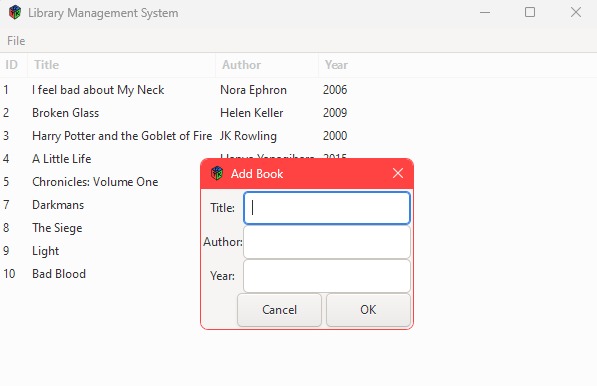 Library Management System
File
ID Title Author Year
1 I feel bad about My Neck Nora Ephron 2006
2 Broken Glass Helen Keller 2009
3 Harry Potter and the Goblet of Fire JK Rowling 2000
4 A Little Life
5 Chronicles: Volume One
7 Darkmans
8 The Siege
9 Light
10 Bad Blood
Add Book
Title:
Author:
Year:
Cancel OK